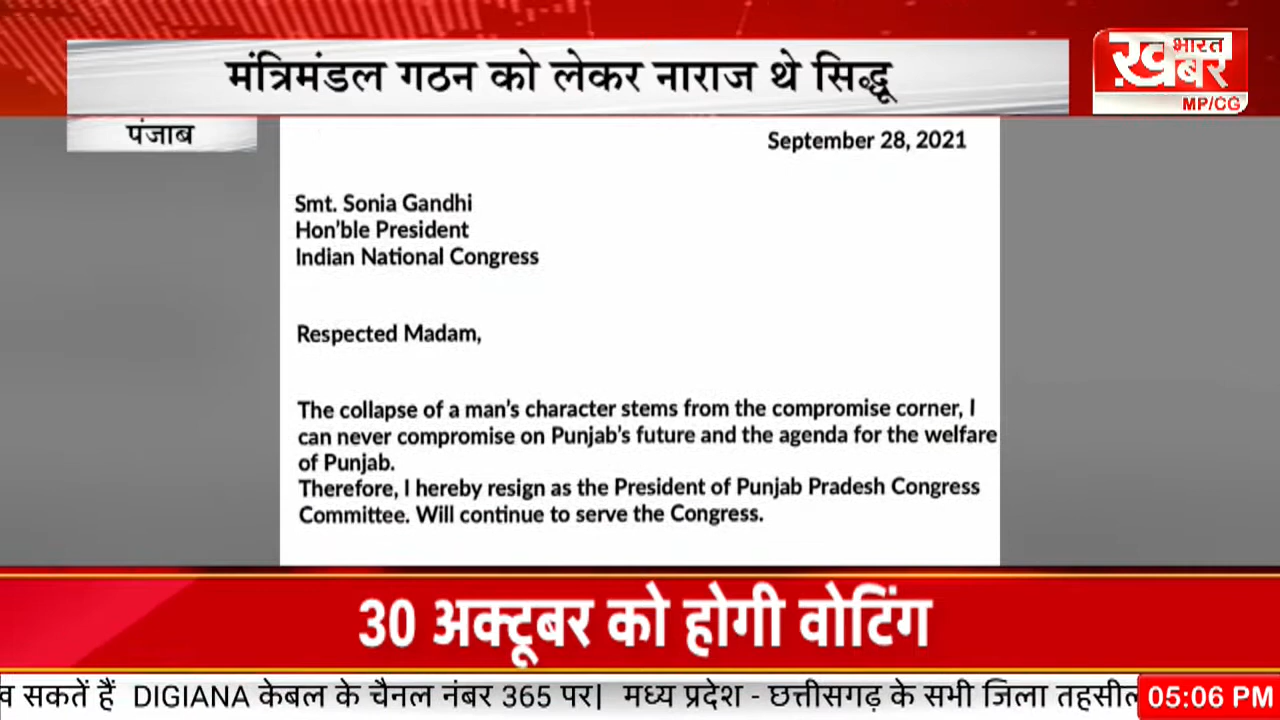 मंत्रिमंडल गठन को लेकर नाराज थे सिद्धू
भारत
ख़बर
MP/CG
पंजाब
September 28, 2021
Smt. Sonia Gandhi
Hon'ble President
Indian National Congress
Respected Madam,
The collapse of a man's character stems from the compromise corner, I
can never compromise on Punjab's future and the agenda for the welfare
of Punjab.
Therefore, I hereby resign as the President of Punjab Pradesh Congress
Committee. Will continue to serve the Congress.
30 अक्टूबर को होगी वोटिंग
व सकतें हैं DIGIANA केबल के चैनल नंबर 365 पर| मध्य प्रदेश - छत्तीसगढ़ के सभी जिला तहसील
05:06 PM